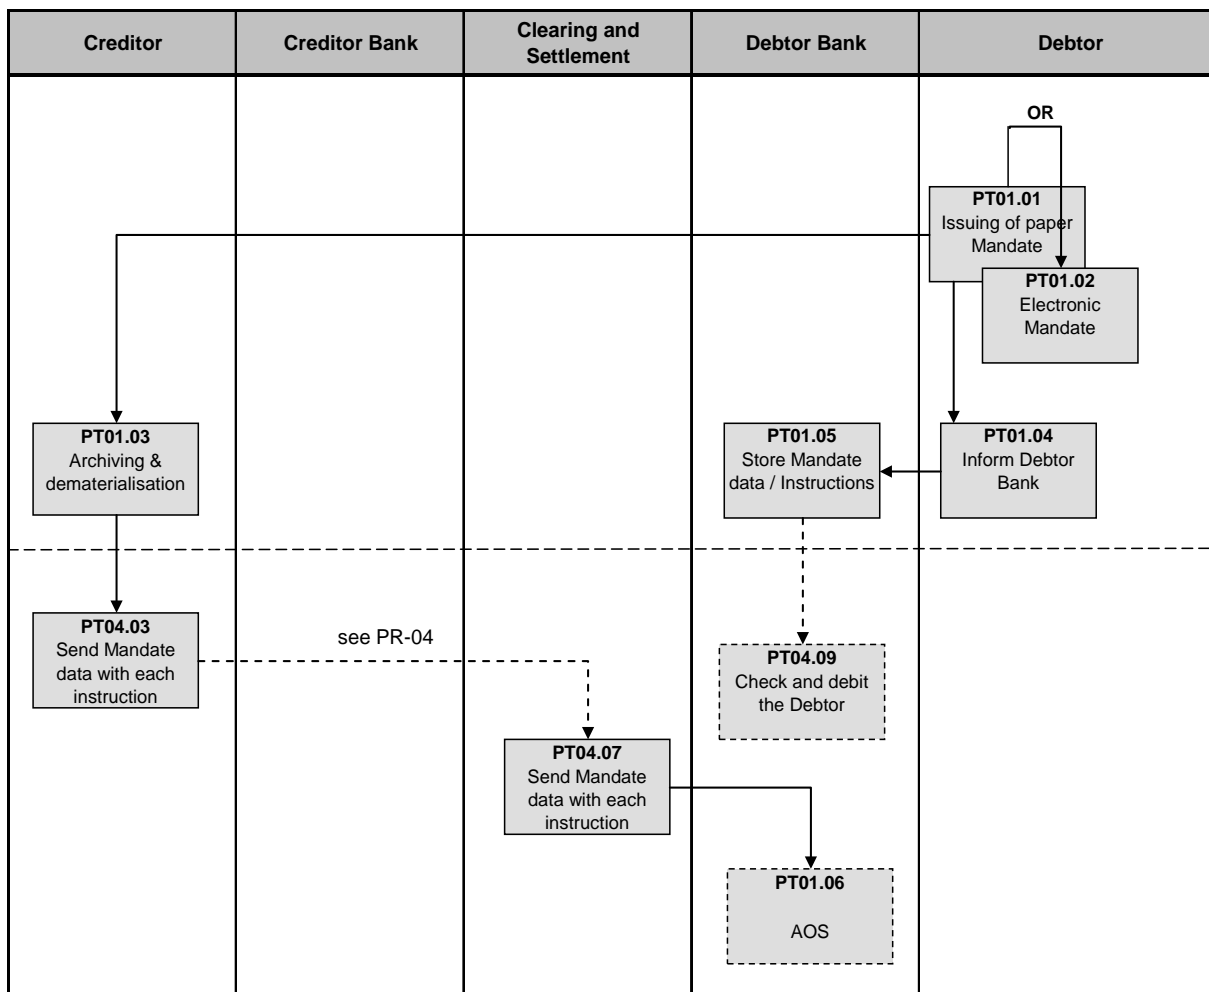 Creditor
Creditor Bank
Clearing and
Settlement
Debtor Bank
Debtor
OR
PT01.01
Issuing of paper
Mandate
PT01.02
Electronic
Mandate
PT01.03
Archiving &
dematerialisation
PT01.05
Store Mandate
data / Instructions
PT01.04
Inform Debtor
Bank
PT04.03
Send Mandate
data with each
instruction
see PR-04
PT04.09
Check and debit
the Debtor
PT04.07
Send Mandate
data with each
instruction
PT01.06
AOS